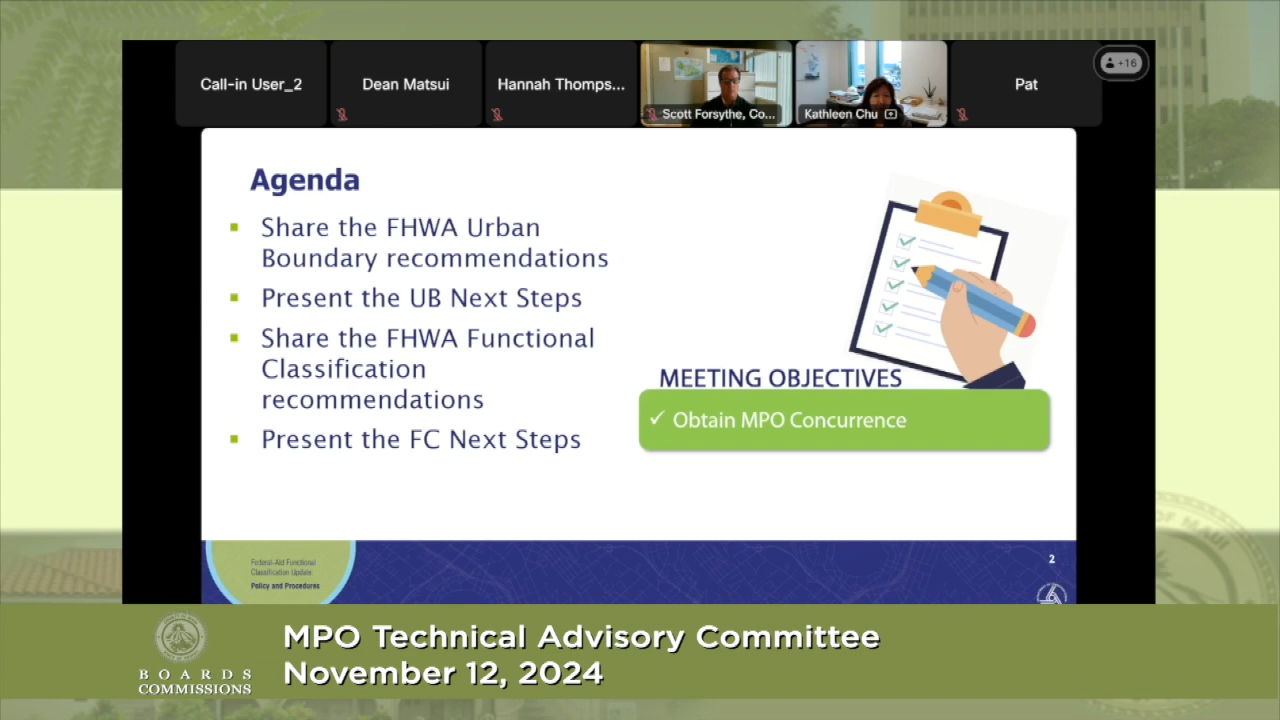 Call-in User_2
Dean Matsui
Hannah Thomps...
Scott Forsythe, Co...
Kathleen Chu
Pat
+16
Agenda
Share the FHWA Urban
Boundary recommendations
Present the UB Next Steps
Share the FHWA Functional
Classification
recommendations
Present the FC Next Steps
MEETING OBJECTIVES
✓ Obtain MPO Concurrence
Federal-Aid Functional
Classification Update
Policy and Procedures
2
BOARDS
COMMISSIONS
MPO Technical Advisory Committee
November 12, 2024